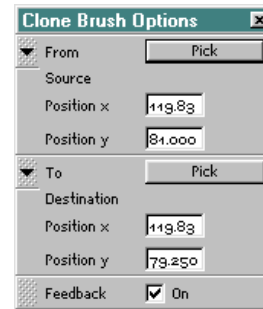 Clone Brush Options
From Pick
Source
Position x 119.83
Position y 81.000
To Pick
Destination
Position x 119.83
Position y 79.250
Feedback On